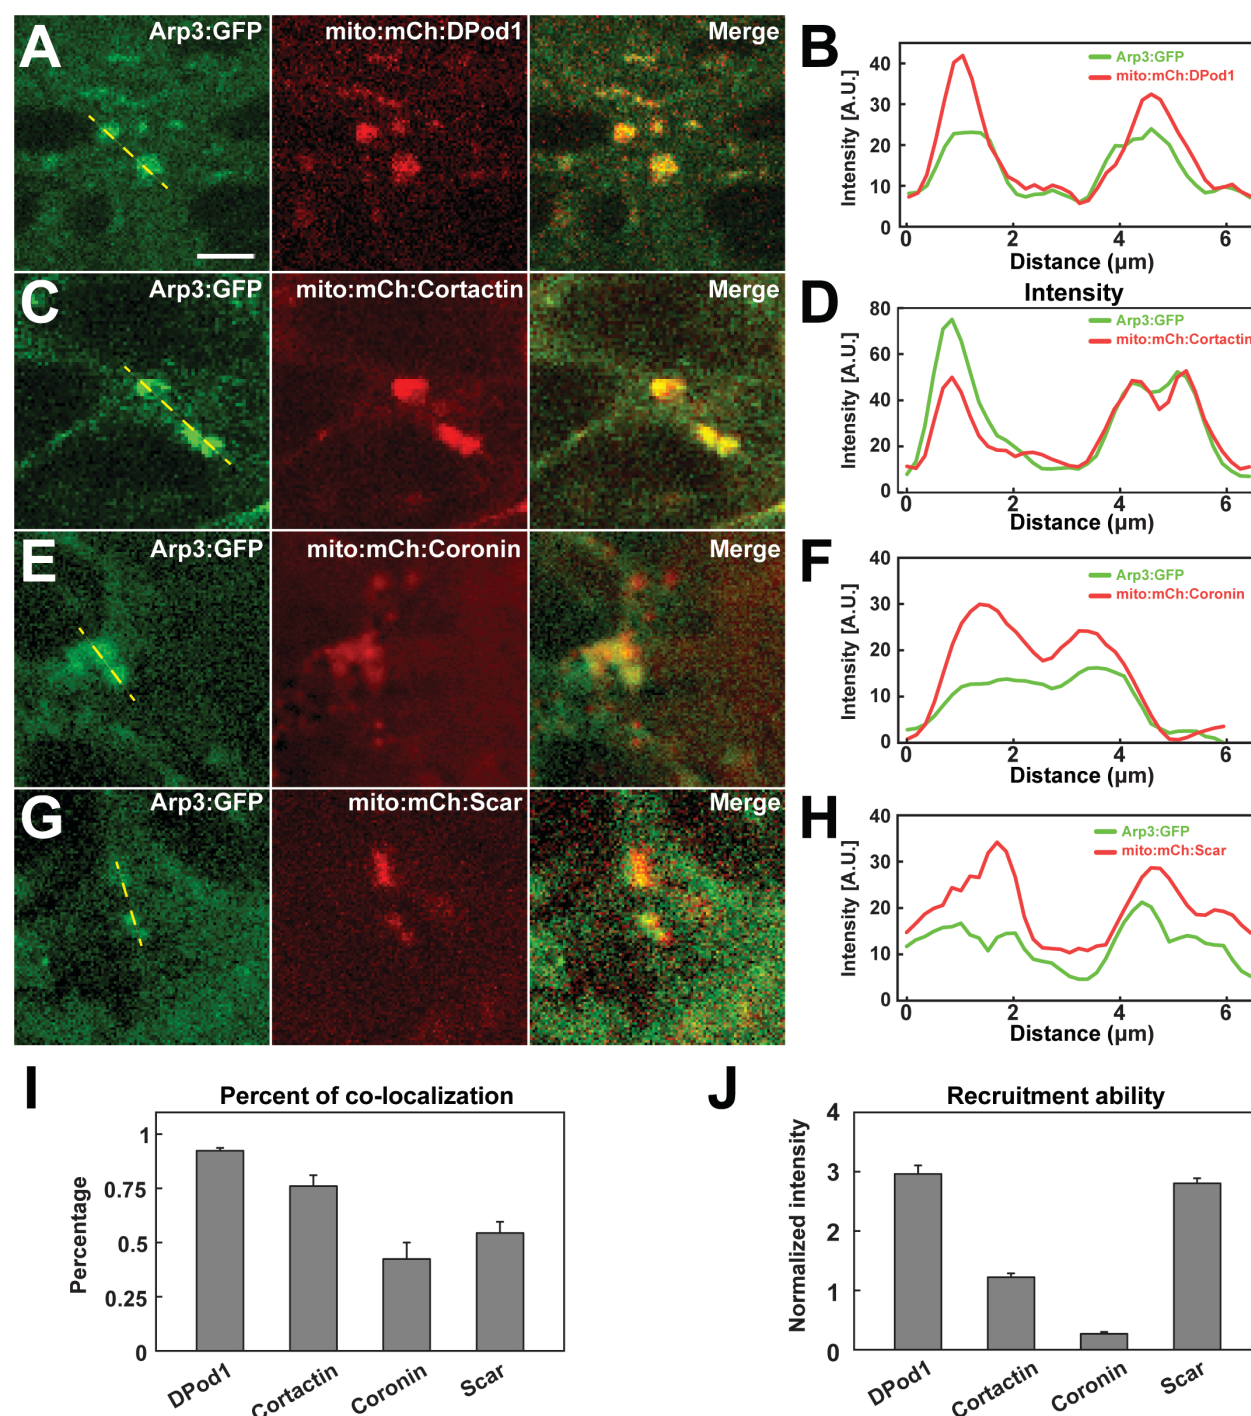 A
Arp3:GFP
mito:mCh:DPod1
Merge
B
Arp3:GFP
mito:mCh:DPod1
Intensity [A.U.]
40
30
20
10
0
0 2 4 6
Distance (µm)
C
Arp3:GFP
mito:mCh:Cortactin
Merge
D
Intensity
Arp3:GFP
mito:mCh:Cortactin
Intensity [A.U.]
80
60
40
20
0
0 2 4 6
Distance (µm)
E
Arp3:GFP
mito:mCh:Coronin
Merge
F
Arp3:GFP
mito:mCh:Coronin
Intensity [A.U.]
40
30
20
10
0
0 2 4 6
Distance (µm)
G
Arp3:GFP
mito:mCh:Scar
Merge
H
Arp3:GFP
mito:mCh:Scar
Intensity [A.U.]
40
30
20
10
0
0 2 4 6
Distance (µm)
I
Percent of co-localization
Percentage
1
0.75
0.5
0.25
0
DPod1
Cortactin
Coronin
Scar
J
Recruitment ability
Normalized intensity
4
3
2
1
0
DPod1
Cortactin
Coronin
Scar